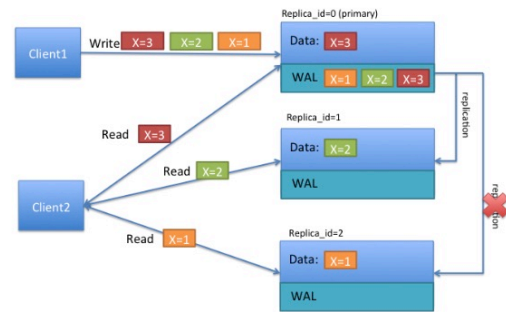 Replica_id=0 (primary)
Client1
Write X=3 X=2 X=1
Data: X=3
WAL X=1 X=2 X=3
Read X=3
replication
Replica_id=1
Data: X=2
Read X=2
WAL
Client2
Read X=1
Replica_id=2
Data: X=1
WAL